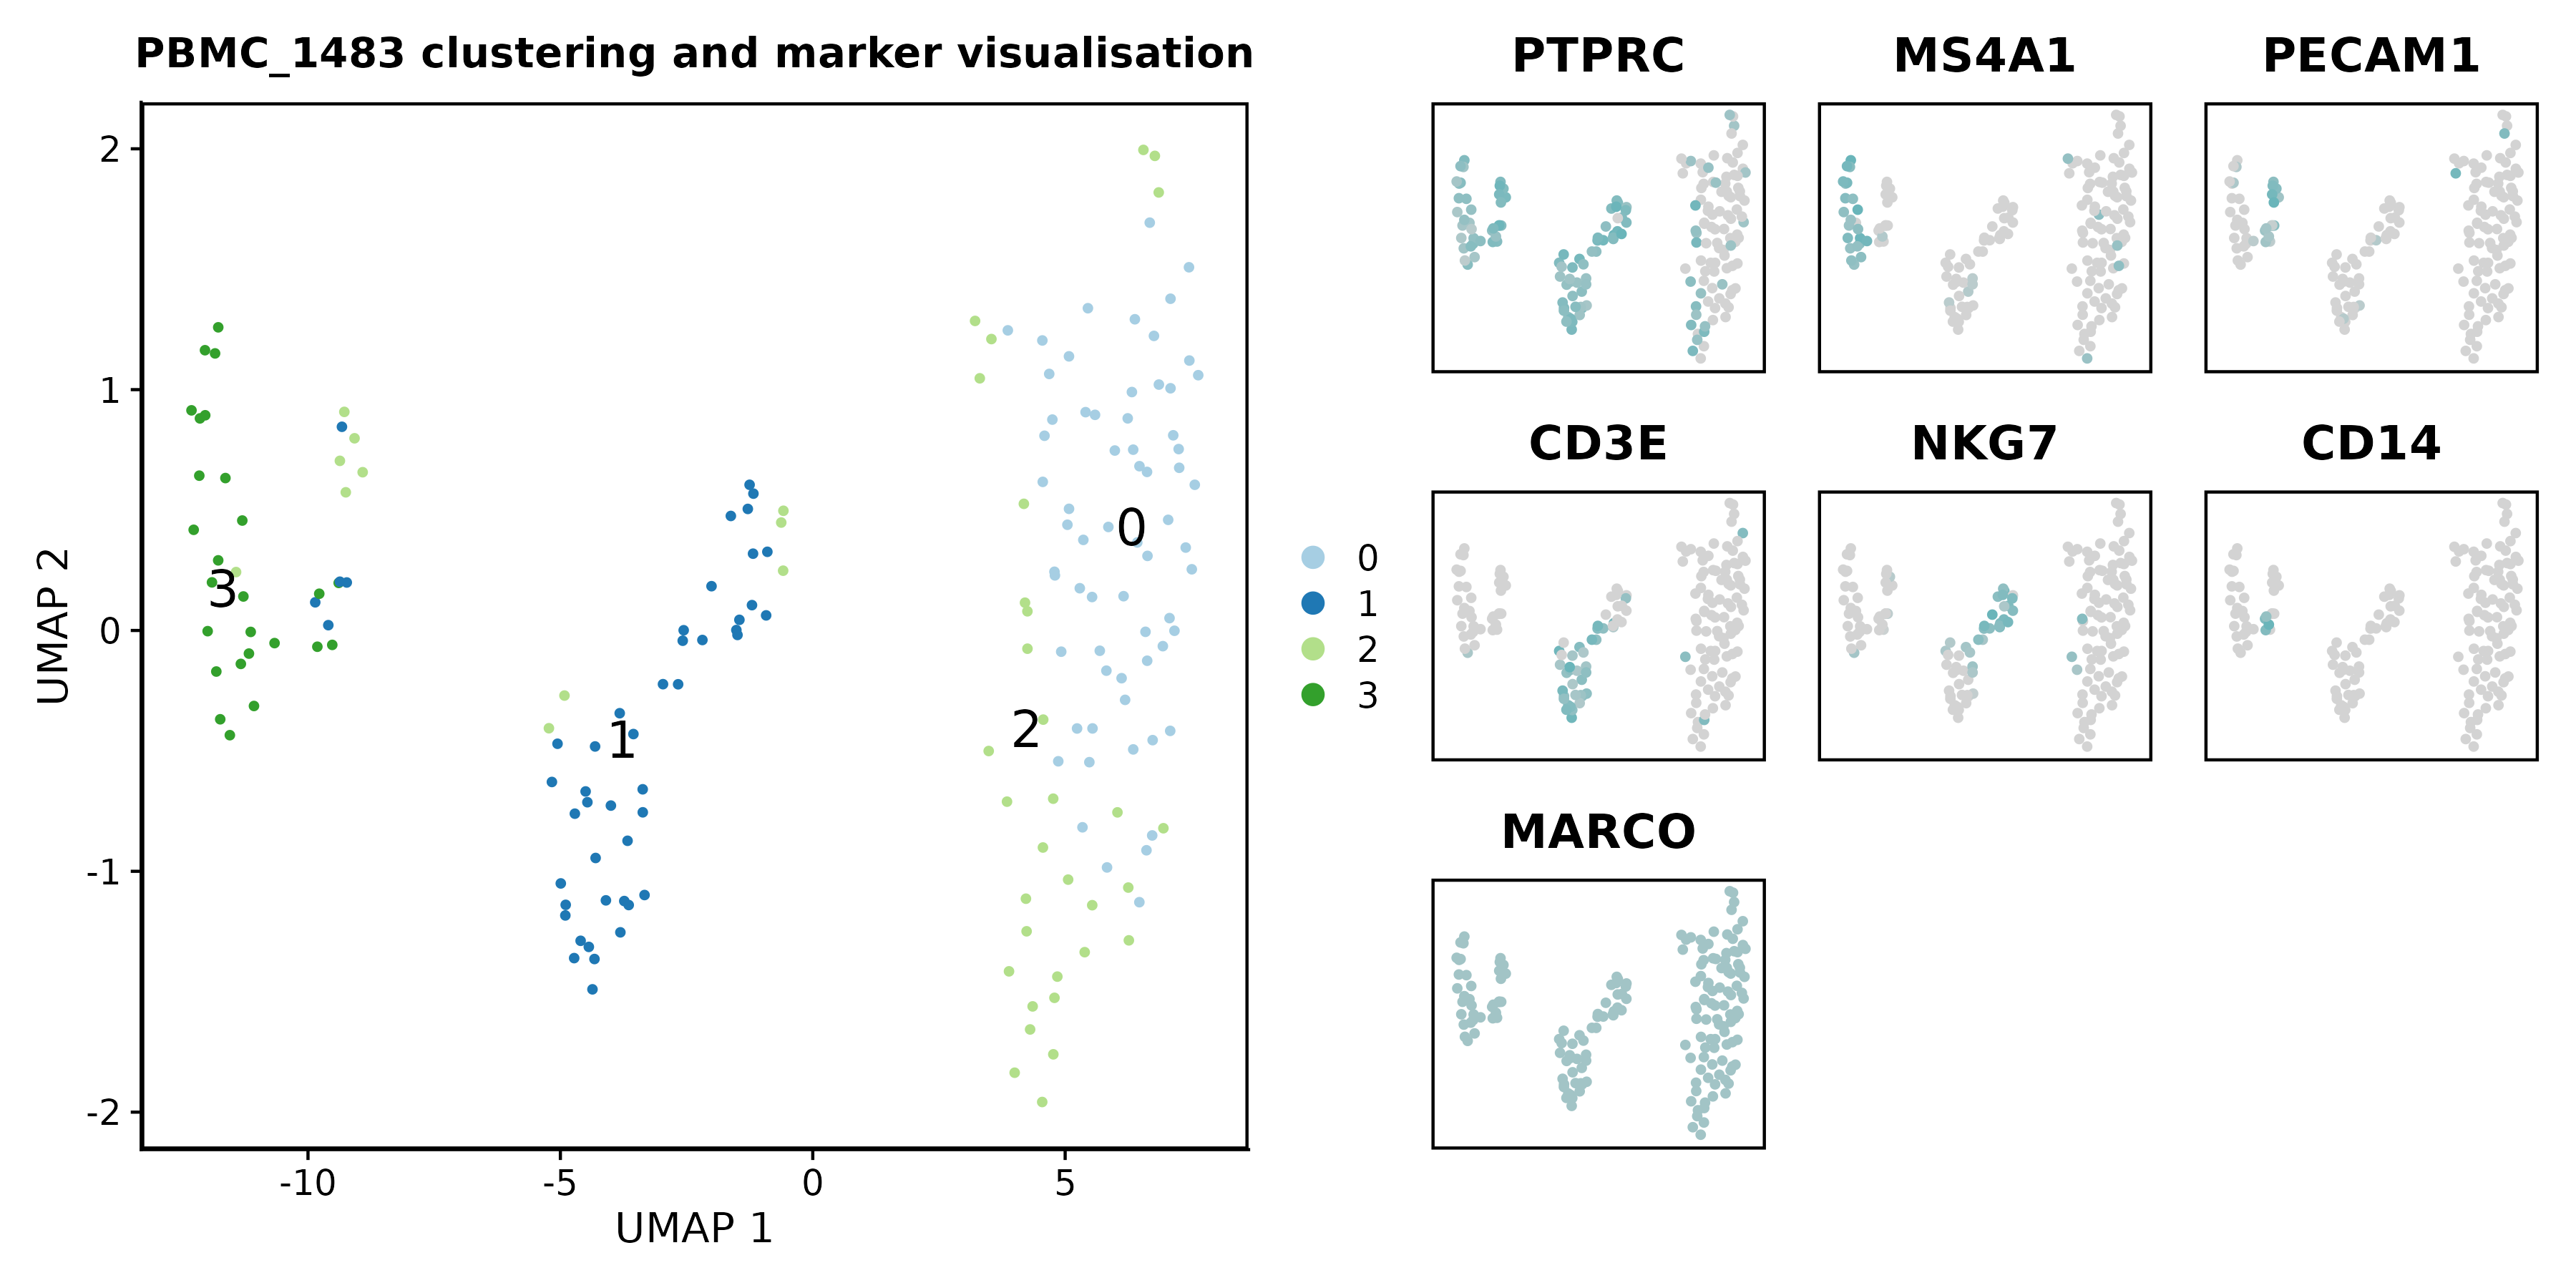 PBMC_1483 clustering and marker visualisation
UMAP 2
2
1
0
-1
-2
3
1
2
0
-10
-5
0
5
UMAP 1
0
1
2
3
PTPRC
MS4A1
PECAM1
CD3E
NKG7
CD14
MARCO